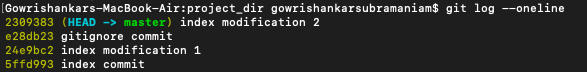 [Gowrishankars-MacBook-Air:project_dir gowrishankarsubramaniam$ git log --oneline
2309383 (HEAD -> master) index modification 2
e28db23 gitignore commit
24e9bc2 index modification 1
5ffd993 index commit